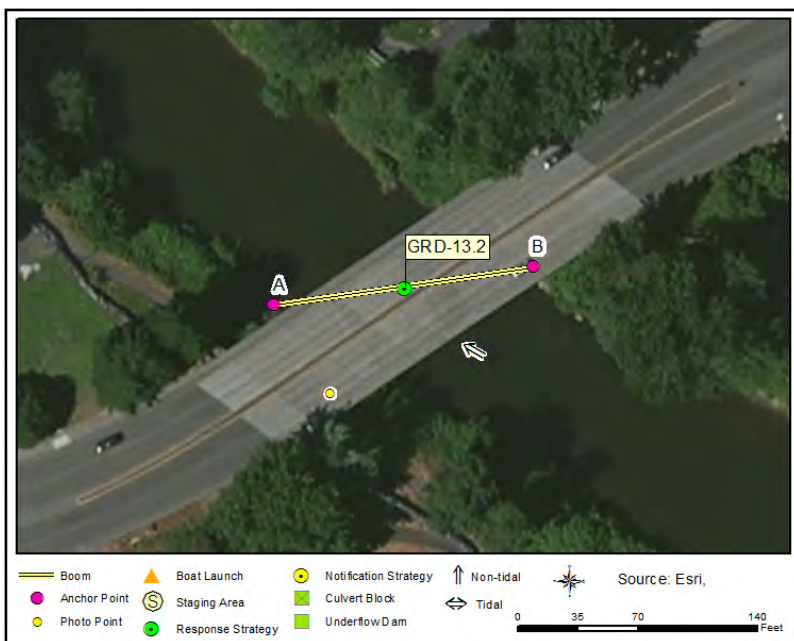 GRD-13.2
A
B
Boom
Boat Launch
Notification Strategy
Non-tidal
Source: Esri,
Anchor Point
S
Staging Area
Culvert Block
Tidal
Photo Point
Response Strategy
Underflow Dam
0 35 70 140
Feet